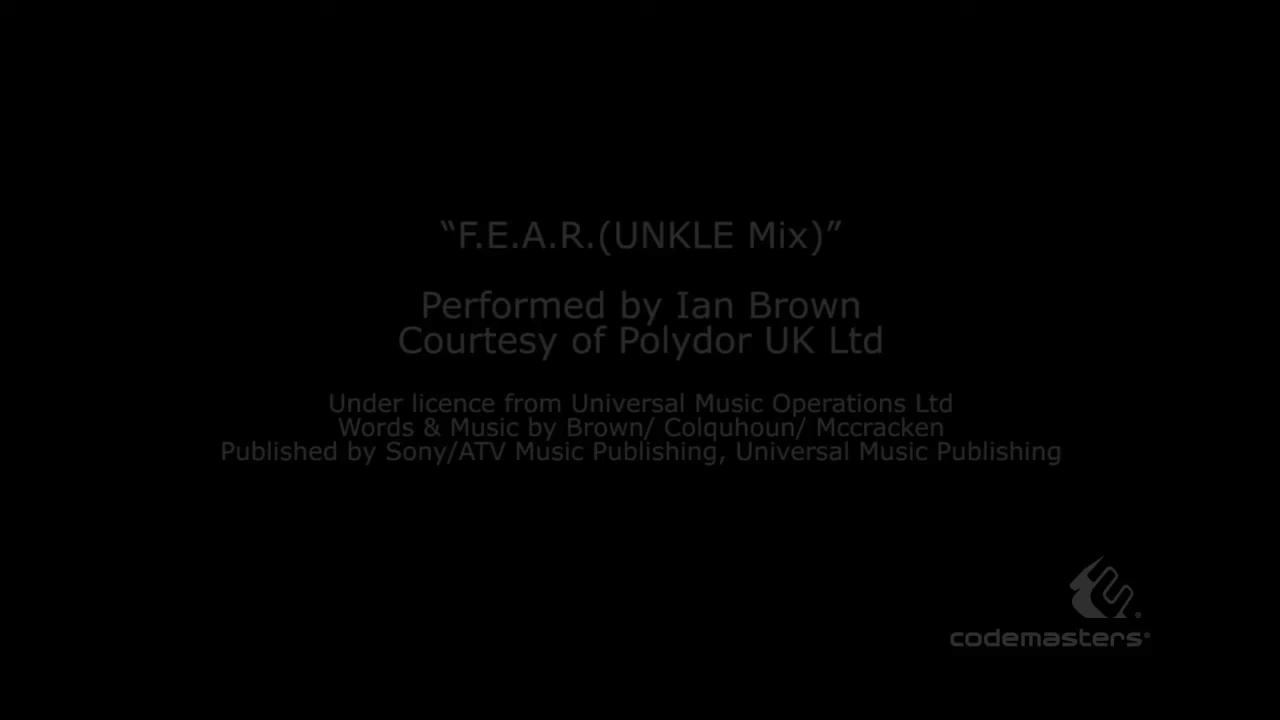 “F.E.A.R.(UNKLE Mix)”
Performed by Ian Brown
Courtesy of Polydor UK Ltd
Under licence from Universal Music Operations Ltd
Words & Music by Brown/ Colquhoun/ Mccracken
Published by Sony/ATV Music Publishing, Universal Music Publishing
codemasters®